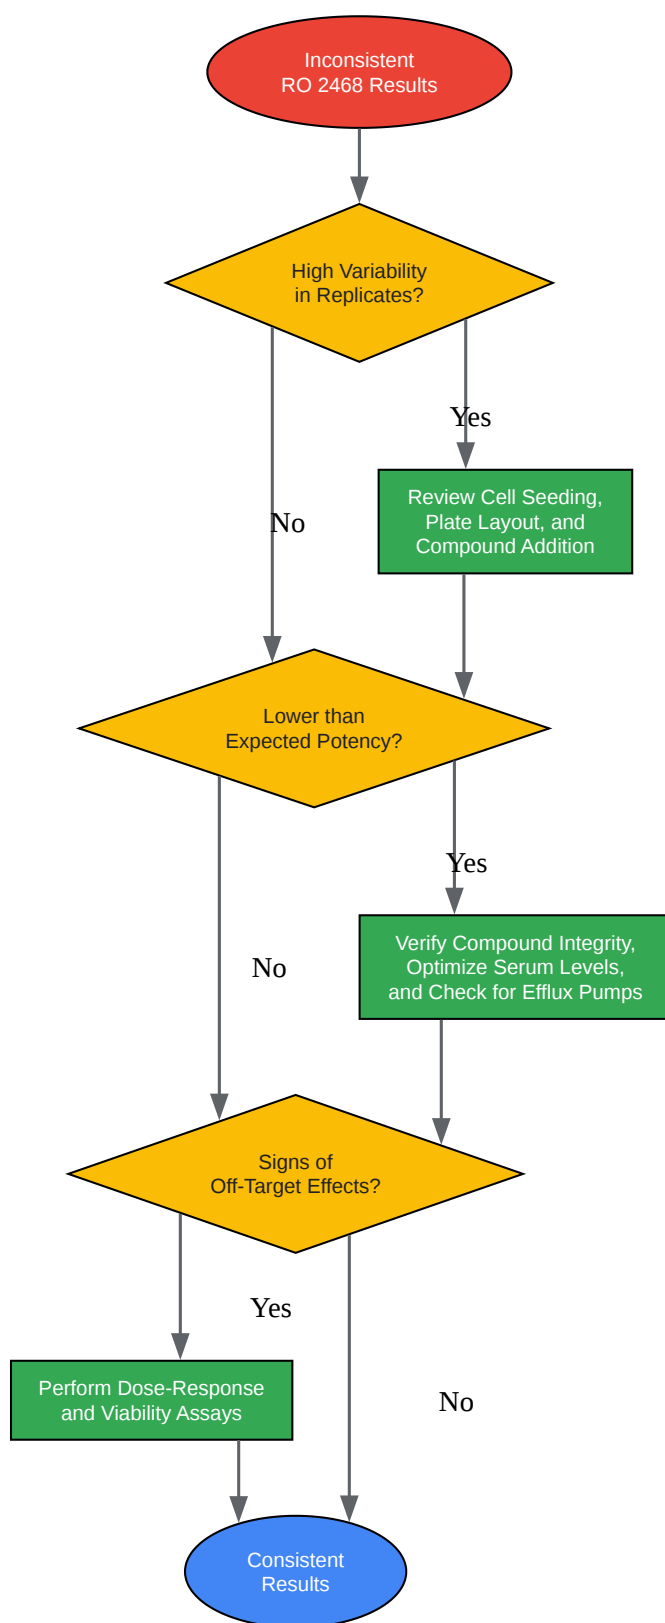 Inconsistent
RO 2468 Results
High Variability
in Replicates?
Yes
Review Cell Seeding,
Plate Layout, and
Compound Addition
No
Lower than
Expected Potency?
Yes
Verify Compound Integrity,
Optimize Serum Levels,
and Check for Efflux Pumps
No
Signs of
Off-Target Effects?
Yes
Perform Dose-Response
and Viability Assays
No
Consistent
Results